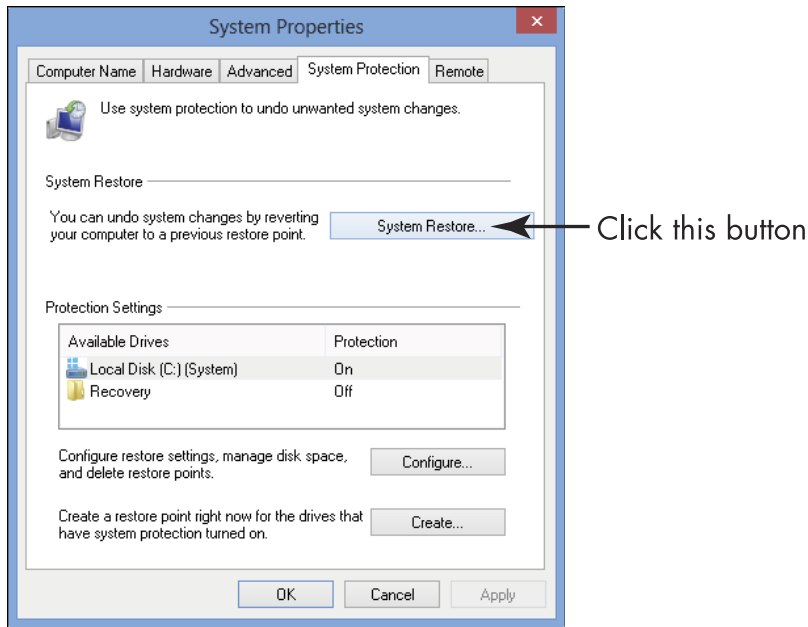 System Properties
Computer Name Hardware Advanced System Protection Remote
Use system protection to undo unwanted system changes.
System Restore
You can undo system changes by reverting
your computer to a previous restore point.
System Restore...
Click this button
Protection Settings
Available Drives Protection
Local Disk (C:) (System) On
Recovery Off
Configure restore settings, manage disk space,
and delete restore points.
Configure...
Create a restore point right now for the drives that
have system protection turned on.
Create...
OK Cancel Apply